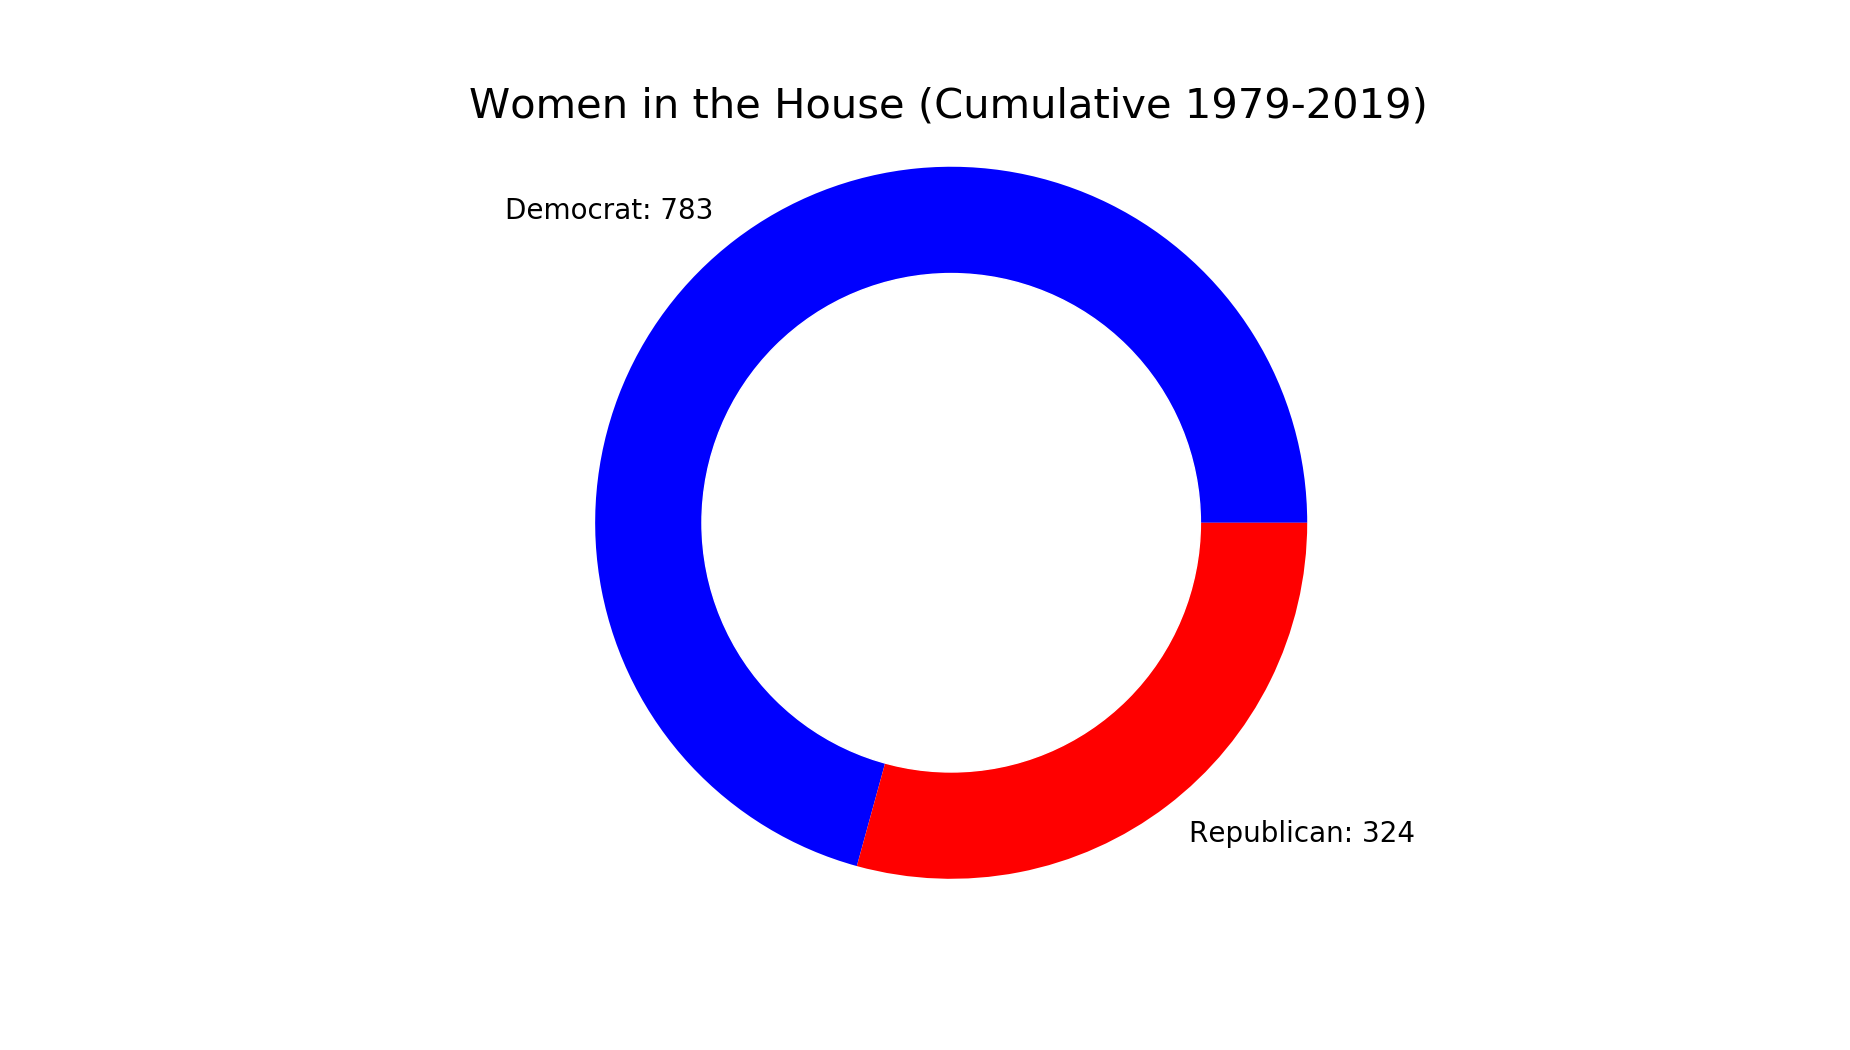 Women in the House (Cumulative 1979-2019)
Democrat: 783
Republican: 324